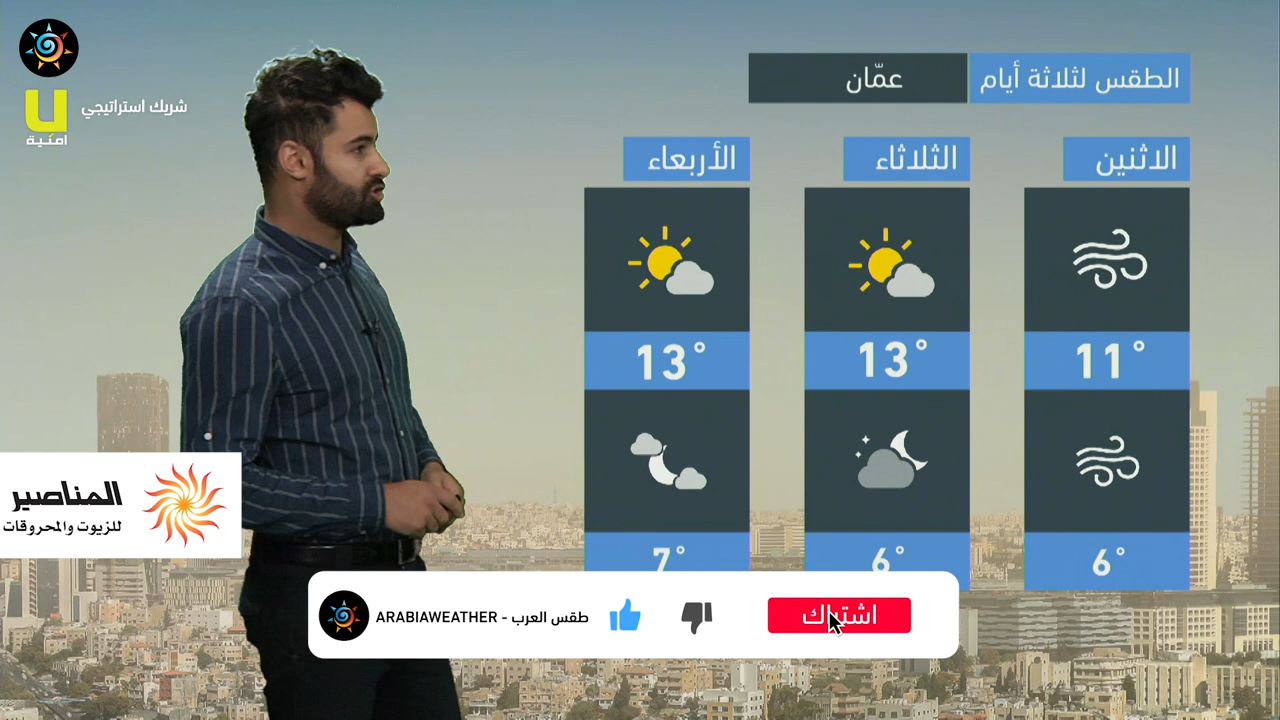 الطقس لثلاثة أيام عمّان
الاثنين الثلاثاء الأربعاء
11° 13° 13°
6° 6° 7°
شريك استراتيجي
U
امنية
المناصير
للزيوت والمحروقات
ARABIAWEATHER - طقس العرب
اشتراك